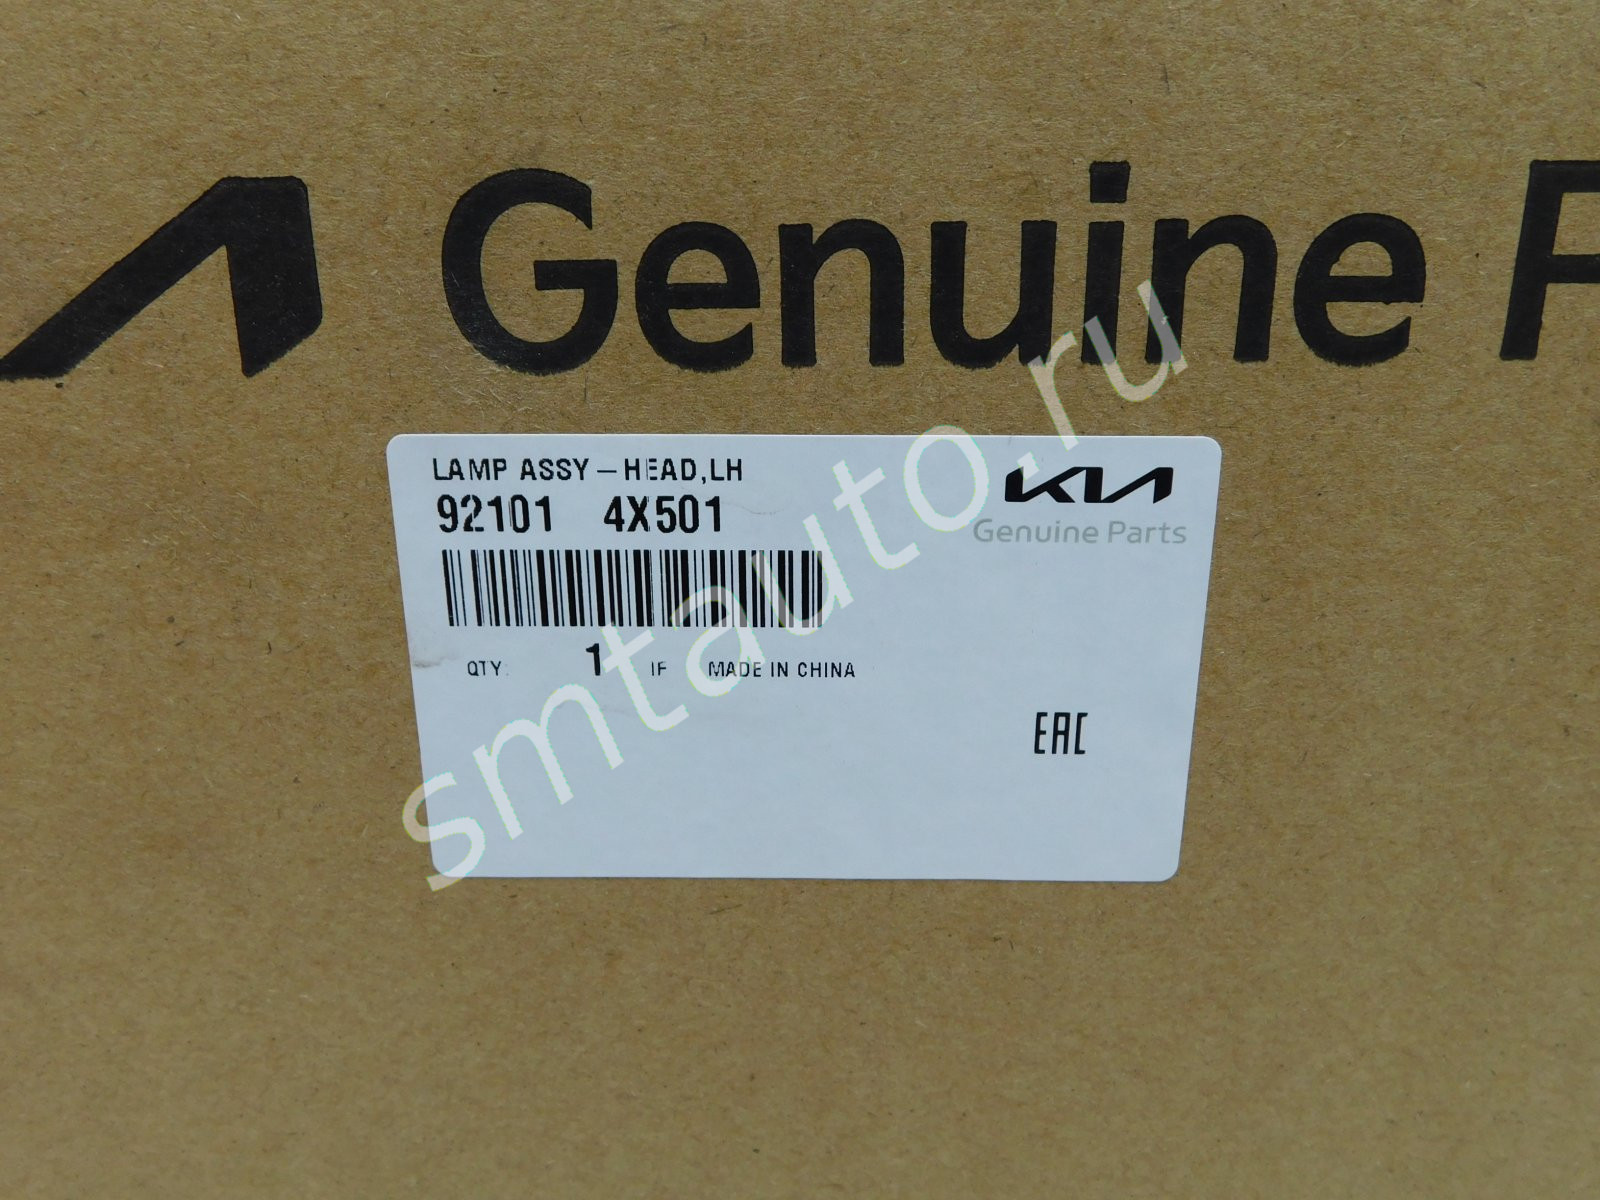 Genuine P
LAMP ASSY-HEAD,LH
92101 4X501
KIA
Genuine Parts
QTY: 1 IF MADE IN CHINA
EAC
smtauto.ru